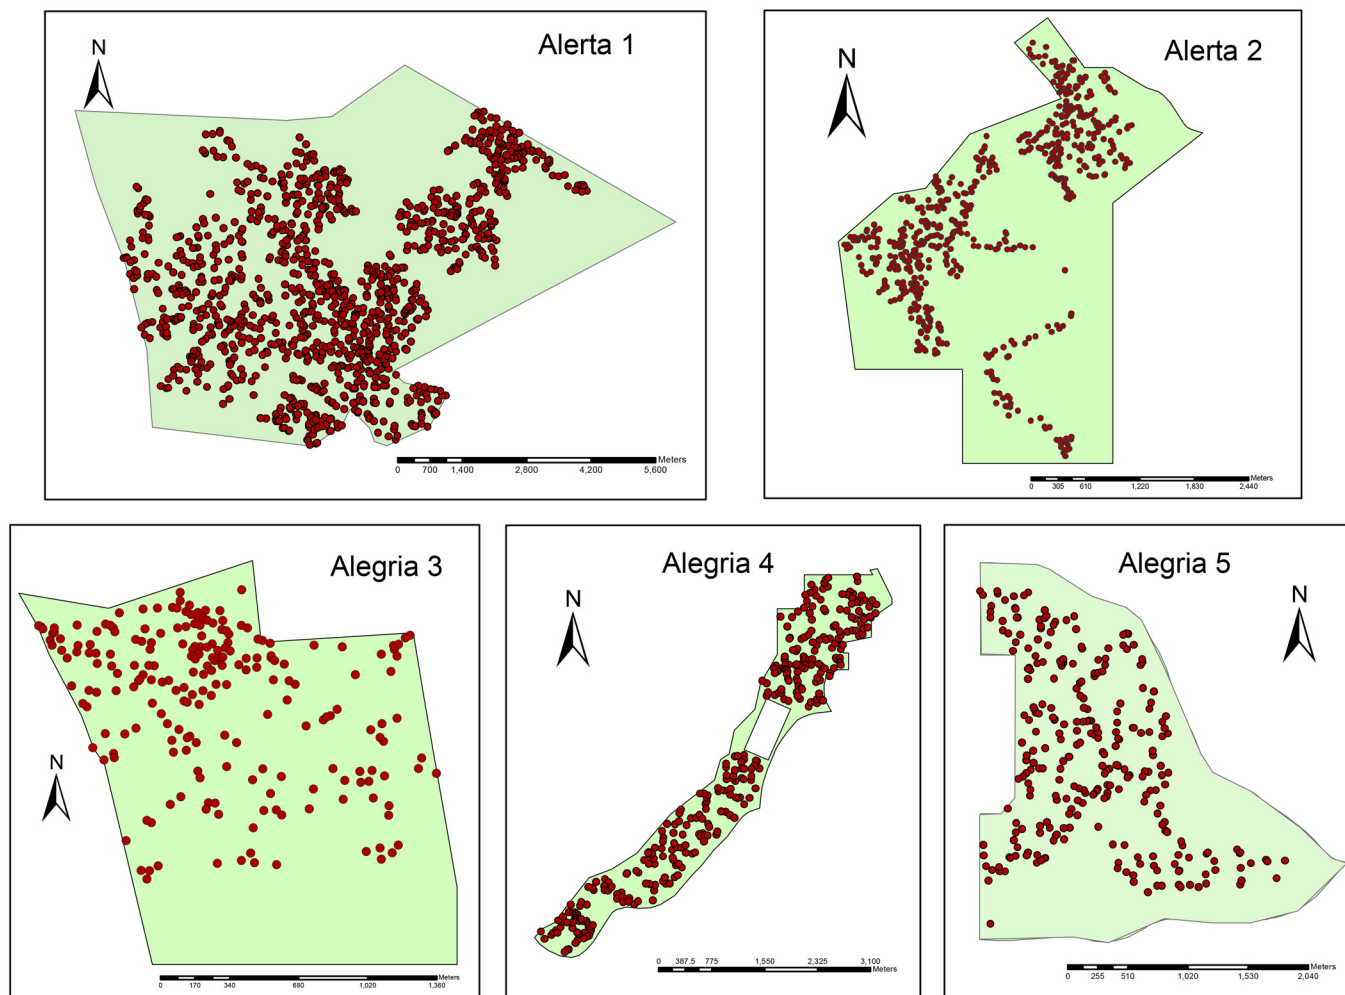 Alerta 1
N
Meters
0 700 1,400 2,800 4,200 5,600
Alerta 2
N
Meters
0 305 610 1,220 1,830 2,440
Alegria 3
N
Meters
0 170 340 680 1,020 1,360
Alegria 4
N
0 387.5 775 1,550 2,325 3,100
Meters
Alegria 5
N
Meters
0 255 510 1,020 1,530 2,040